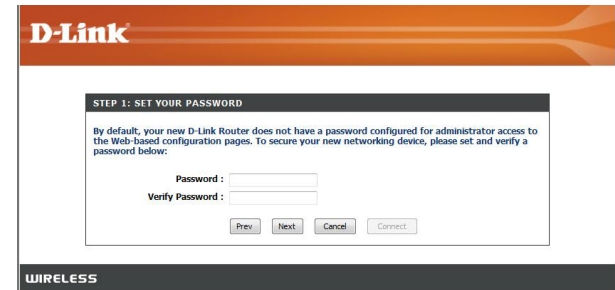 D-Link
STEP 1: SET YOUR PASSWORD
By default, your new D-Link Router does not have a password configured for administrator access to
the Web-based configuration pages. To secure your new networking device, please set and verify a
password below:
Password :
Verify Password :
Prev Next Cancel Connect
WIRELESS